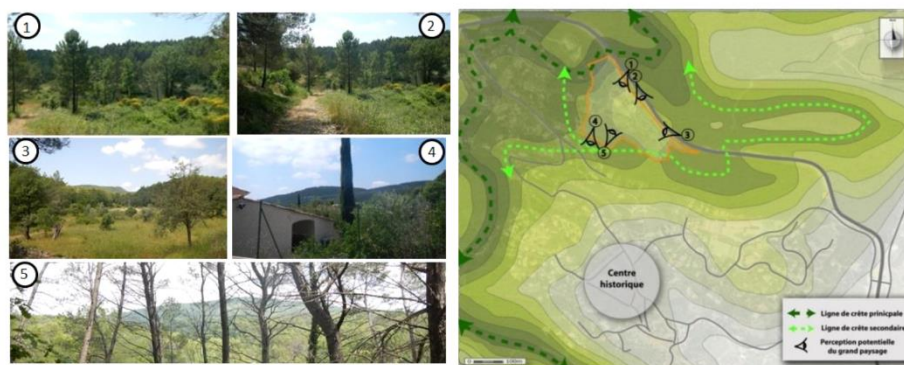 1
2
3
4
5
1
2
3
4
5
Centre
historique
Ligne de crête prinicpale
Ligne de crête secondaire
Perception potentielle
du grand paysage